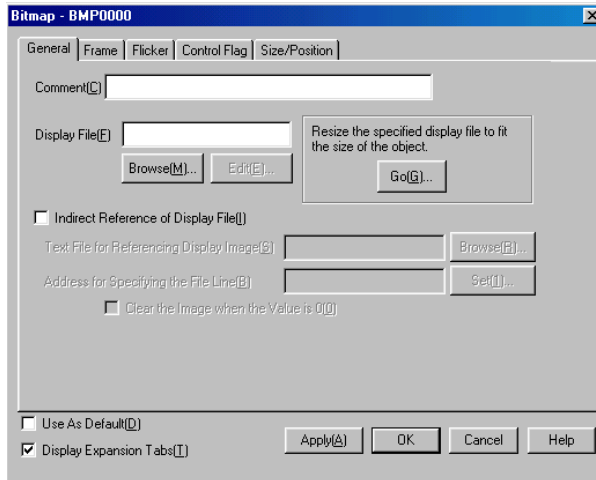 Bitmap - BMP0000
General Frame Flicker Control Flag Size/Position
Comment(C)
Display File(F)
Resize the specified display file to fit
the size of the object.
Browse(M)... Edit(E)... Go(G)...
Indirect Reference of Display File(I)
Text File for Referencing Display Image(S) Browse(R)...
Address for Specifying the File Line(B) Set(1)...
Clear the Image when the Value is 0(0)
Use As Default(D)
Display Expansion Tabs(T)
Apply(A) OK Cancel Help